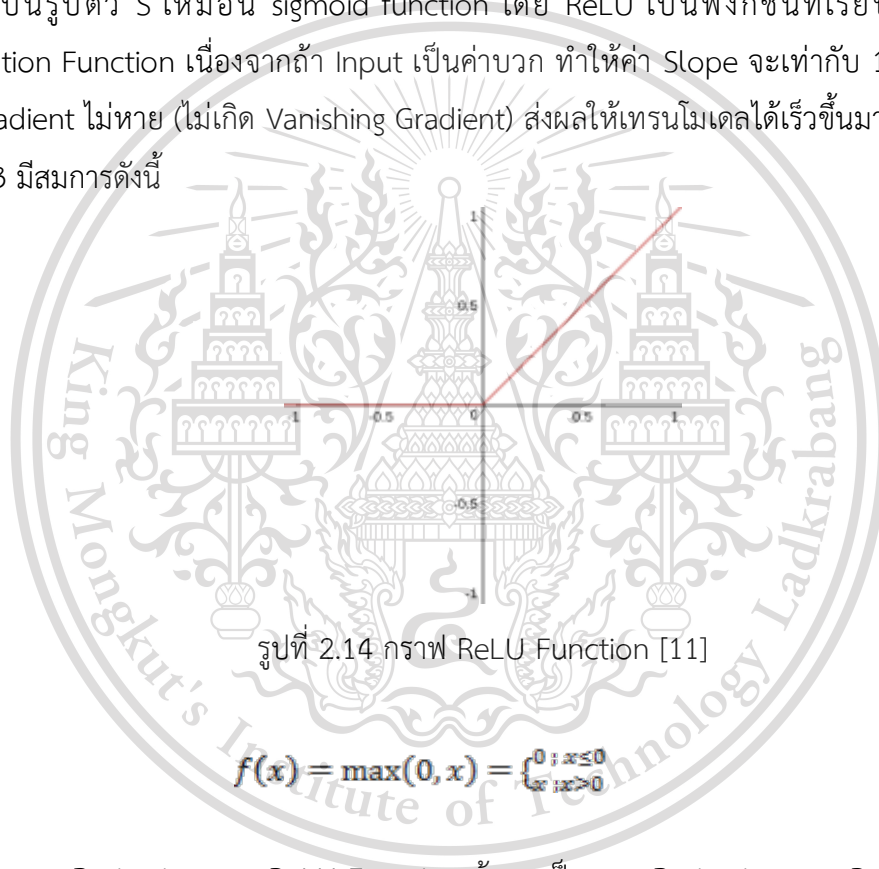 เป็นรูปตัว S เหมือน sigmoid function โดย ReLU เป็นฟังก์ชันที่เรีย
tion Function เนื่องจากถ้า Input เป็นค่าบวก ทำให้ค่า Slope จะเท่ากับ 1
adient ไม่หาย (ไม่เกิด Vanishing Gradient) ส่งผลให้เทรนโมเดลได้เร็วขึ้นมา
3 มีสมการดังนี้
1
0.5
-1 -0.5 0 0.5 1
-0.5
-1
King Mongkut's Institute of Technology Ladkrabang
รูปที่ 2.14 กราฟ ReLU Function [11]
f(x) = max(0, x) = {0 ; x≤0
x ;x>0